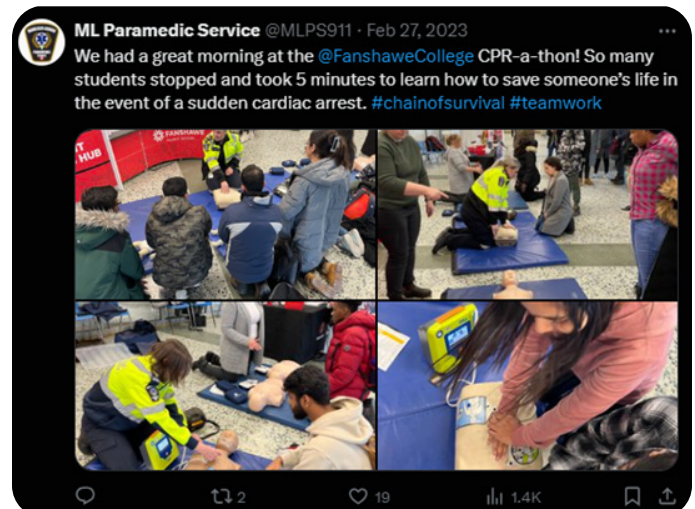 ML Paramedic Service @MLPS911 · Feb 27, 2023
We had a great morning at the @FanshaweCollege CPR-a-thon! So many
students stopped and took 5 minutes to learn how to save someone's life in
the event of a sudden cardiac arrest. #chainofsurvival #teamwork
HUB
FANSHAWE
2
19
1.4K